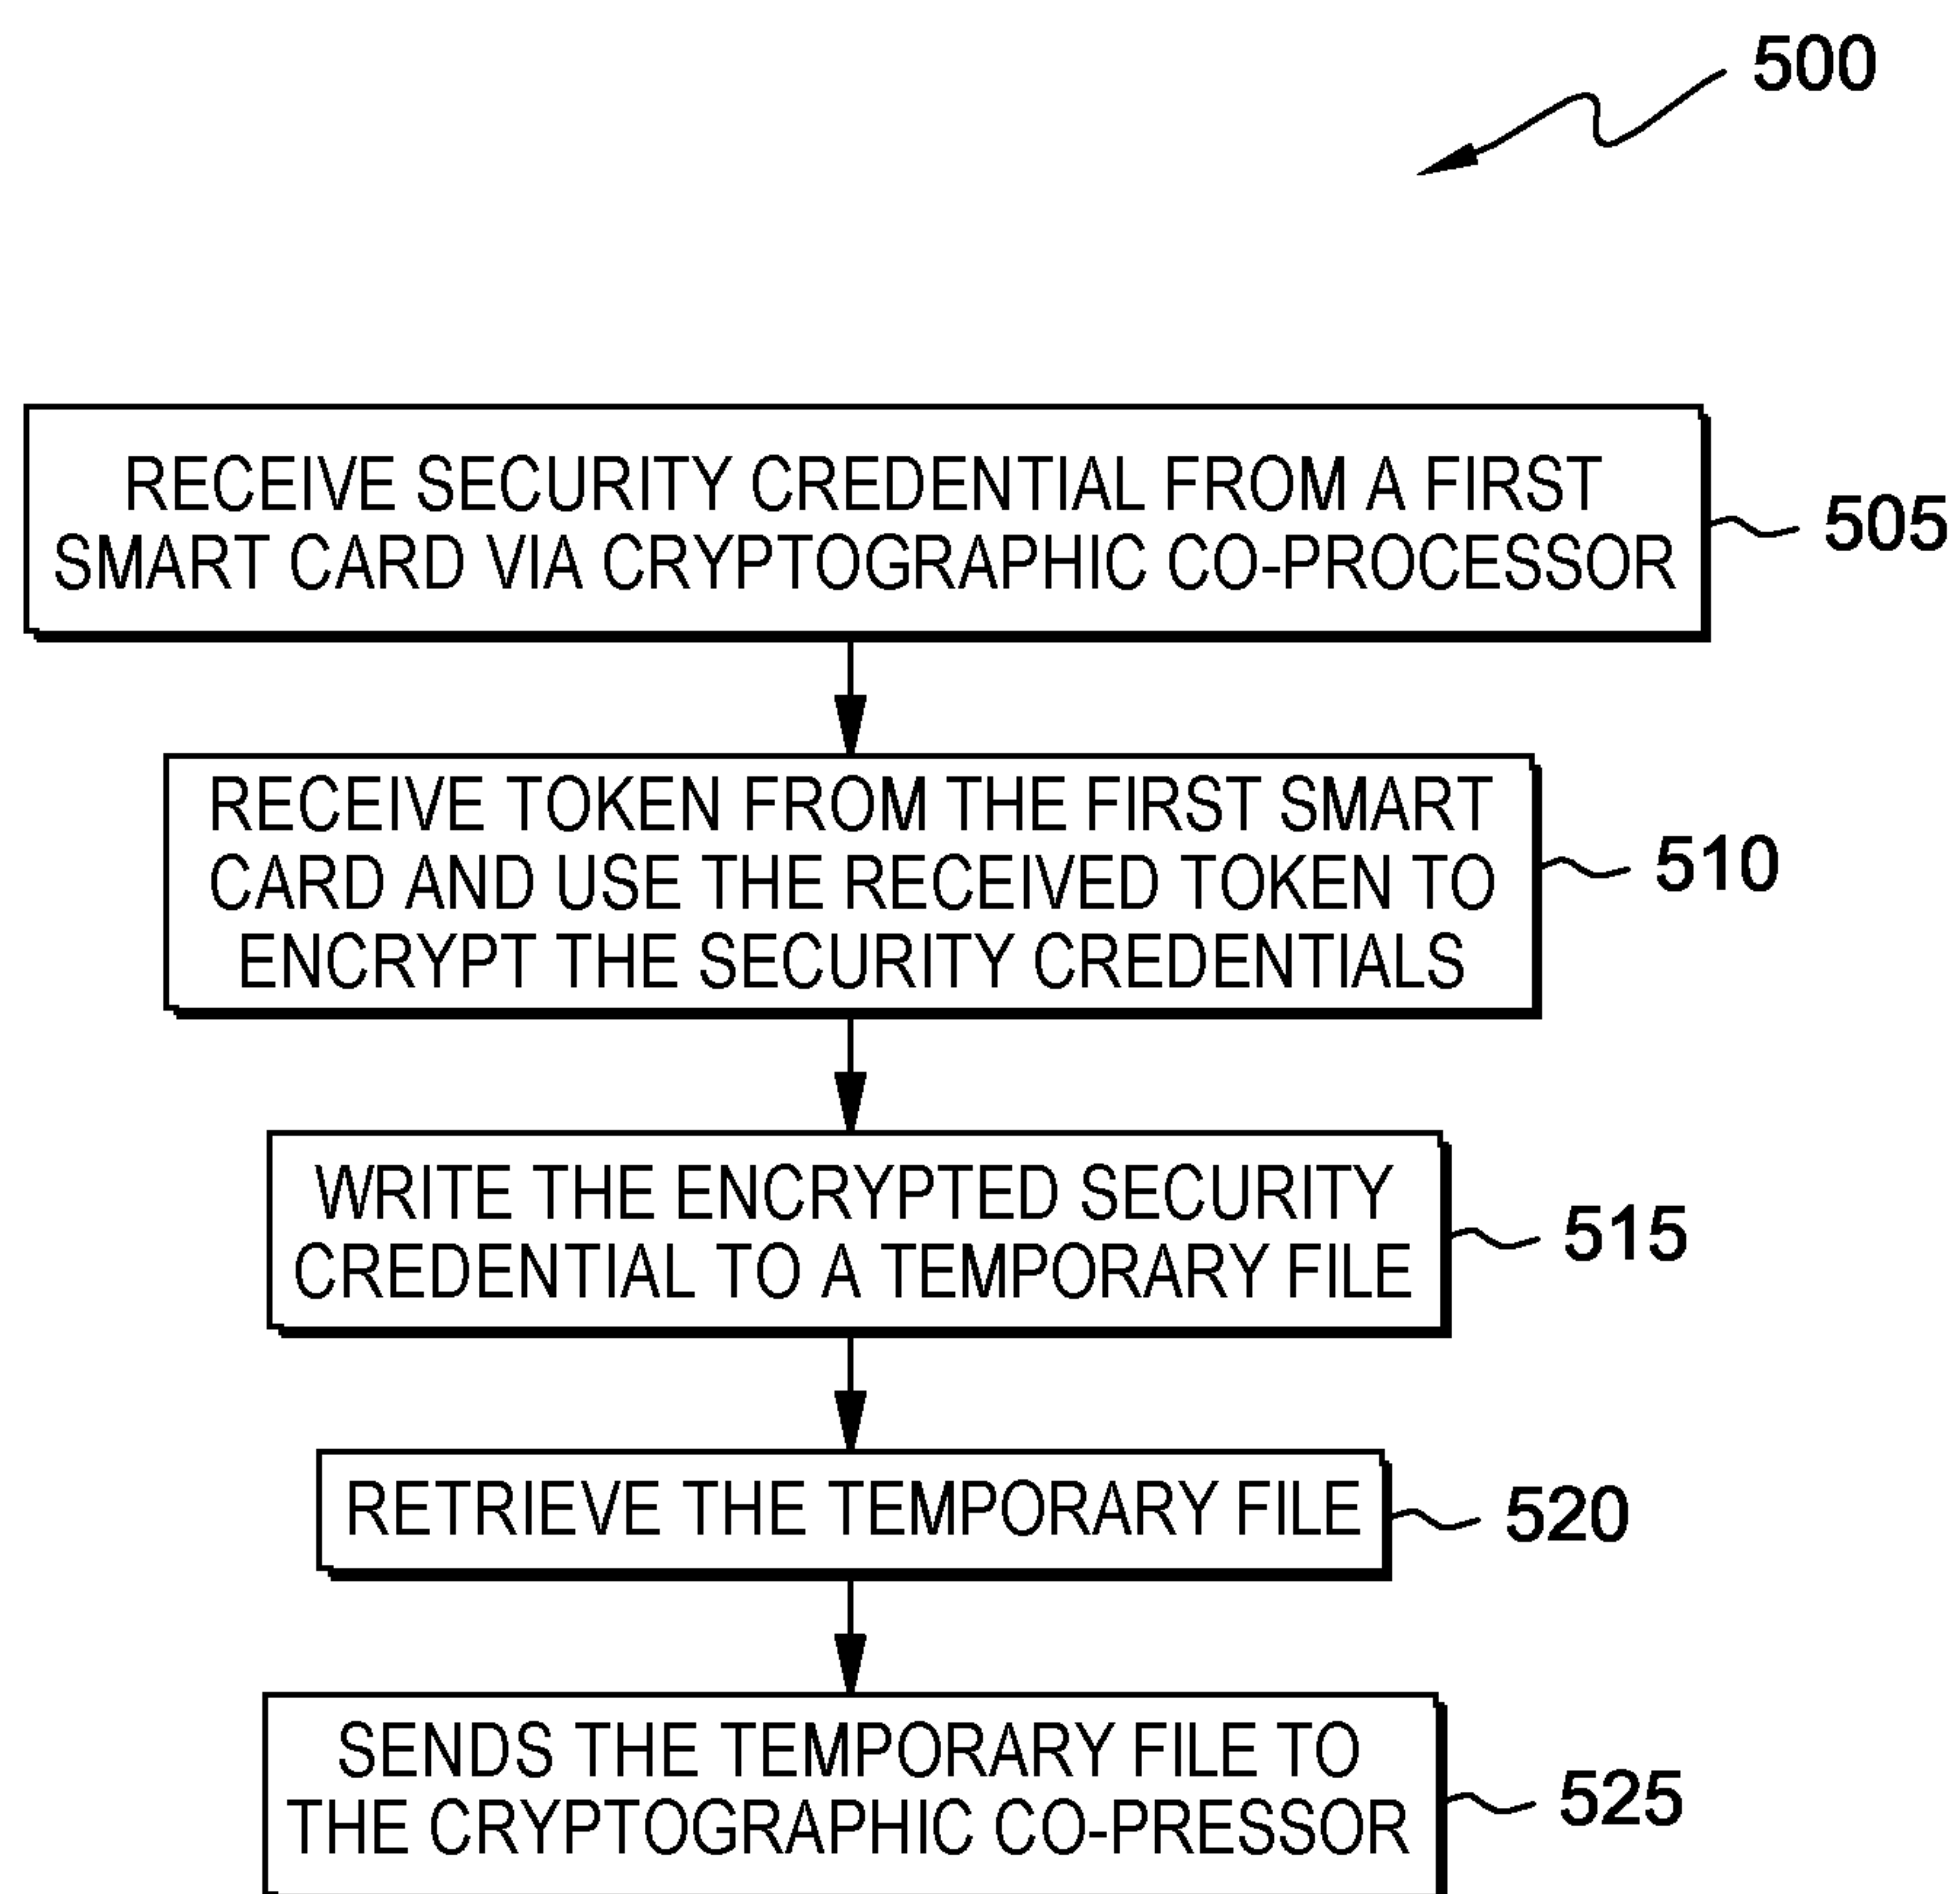 500
RECEIVE SECURITY CREDENTIAL FROM A FIRST
SMART CARD VIA CRYPTOGRAPHIC CO-PROCESSOR
505
RECEIVE TOKEN FROM THE FIRST SMART
CARD AND USE THE RECEIVED TOKEN TO
ENCRYPT THE SECURITY CREDENTIALS
510
WRITE THE ENCRYPTED SECURITY
CREDENTIAL TO A TEMPORARY FILE
515
RETRIEVE THE TEMPORARY FILE
520
SENDS THE TEMPORARY FILE TO
THE CRYPTOGRAPHIC CO-PRESSOR
525